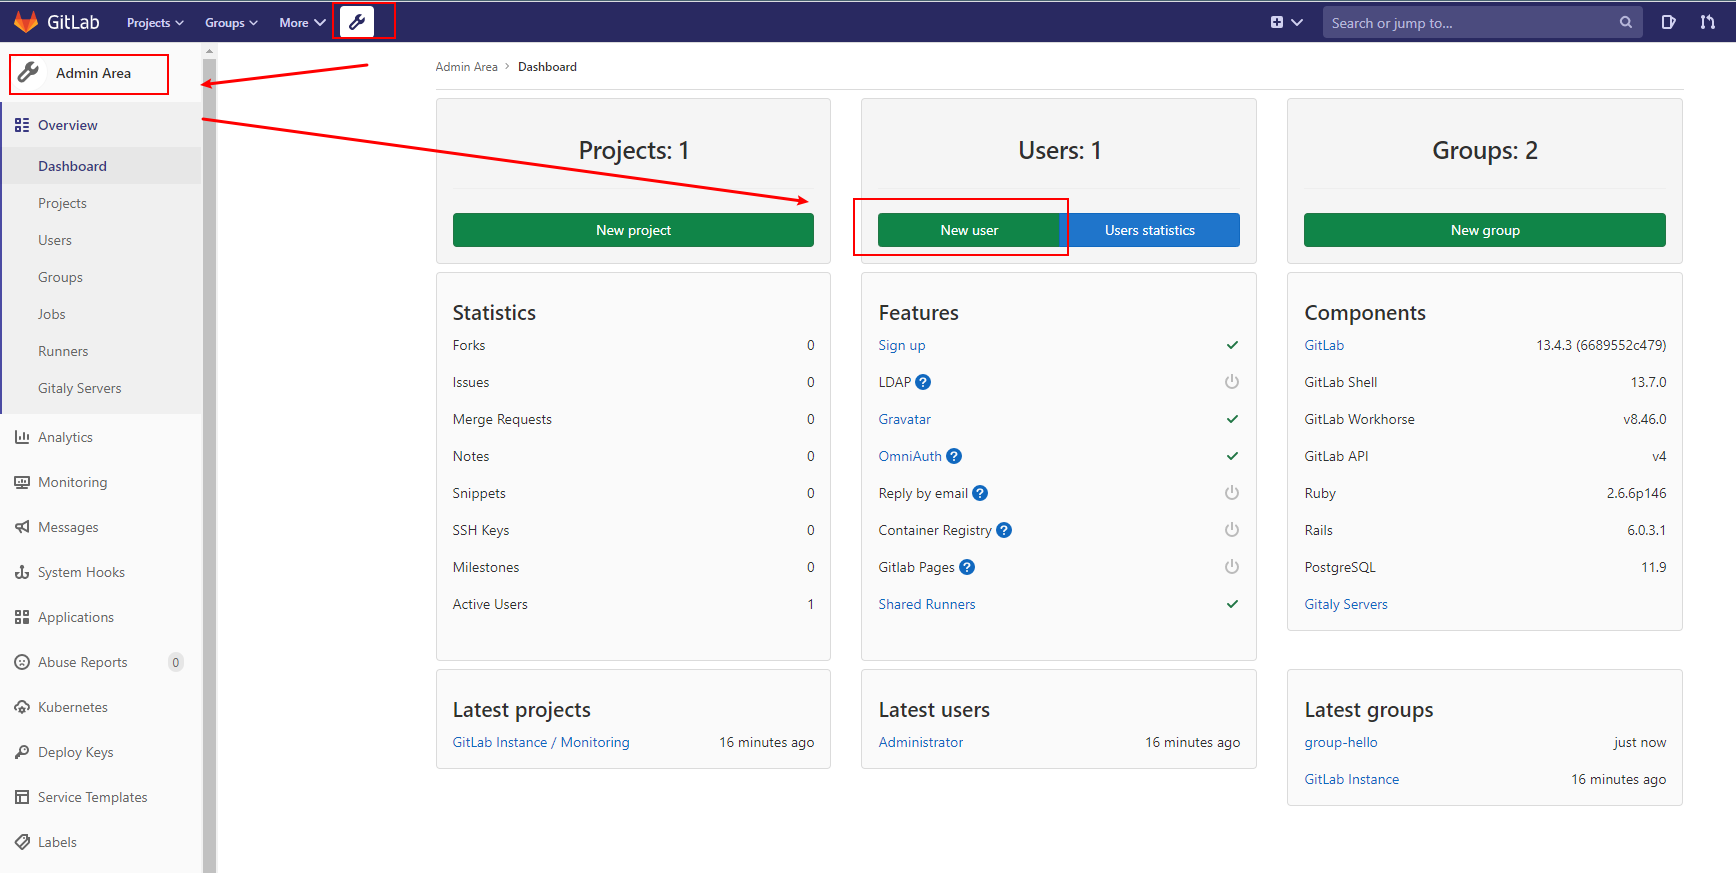 GitLab
Projects
Groups
More
Search or jump to...
Admin Area
Overview
Dashboard
Projects
Users
Groups
Jobs
Runners
Gitaly Servers
Analytics
Monitoring
Messages
System Hooks
Applications
Abuse Reports 0
Kubernetes
Deploy Keys
Service Templates
Labels
Admin Area > Dashboard
Projects: 1
New project
Users: 1
New user
Users statistics
Groups: 2
New group
Statistics
Forks 0
Issues 0
Merge Requests 0
Notes 0
Snippets 0
SSH Keys 0
Milestones 0
Active Users 1
Features
Sign up
LDAP ?
Gravatar
OmniAuth ?
Reply by email ?
Container Registry ?
Gitlab Pages ?
Shared Runners
Components
GitLab 13.4.3 (6689552c479)
GitLab Shell 13.7.0
GitLab Workhorse v8.46.0
GitLab API v4
Ruby 2.6.6p146
Rails 6.0.3.1
PostgreSQL 11.9
Gitaly Servers
Latest projects
GitLab Instance / Monitoring 16 minutes ago
Latest users
Administrator 16 minutes ago
Latest groups
group-hello just now
GitLab Instance 16 minutes ago